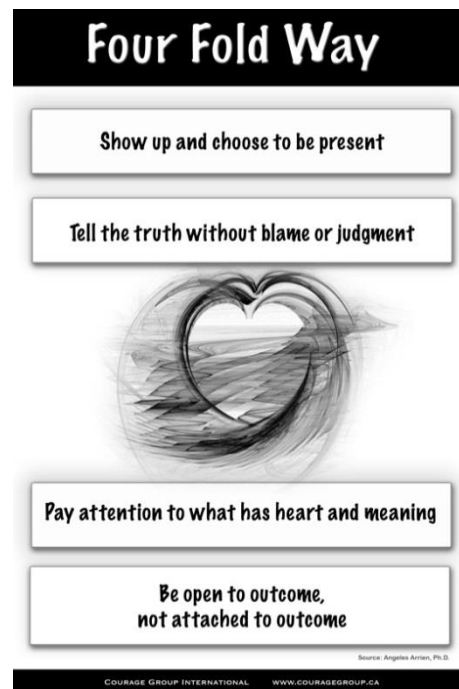 Four Fold Way
Show up and choose to be present
Tell the truth without blame or judgment
Pay attention to what has heart and meaning
Be open to outcome,
not attached to outcome
Source: Angeles Arrien, Ph.D.
COURAGE GROUP INTERNATIONAL WWW.COURAGEGROUP.CA